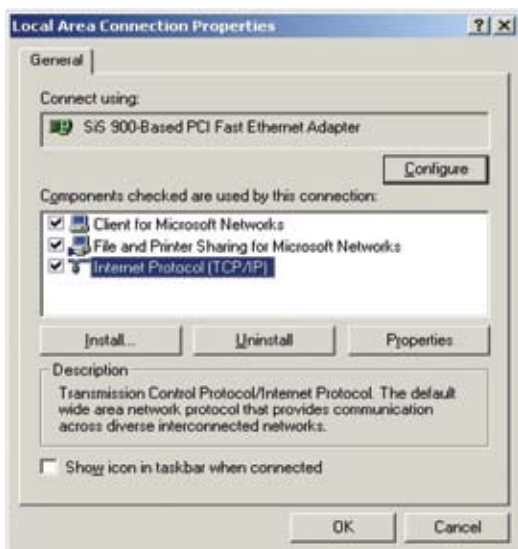 Local Area Connection Properties
General
Connect using:
SiS 900-Based PCI Fast Ethernet Adapter
Configure
Components checked are used by this connection:
Client for Microsoft Networks
File and Printer Sharing for Microsoft Networks
Internet Protocol (TCP/IP)
Install...
Uninstall
Properties
Description
Transmission Control Protocol/Internet Protocol. The default
wide area network protocol that provides communication
across diverse interconnected networks.
Show icon in taskbar when connected
OK
Cancel